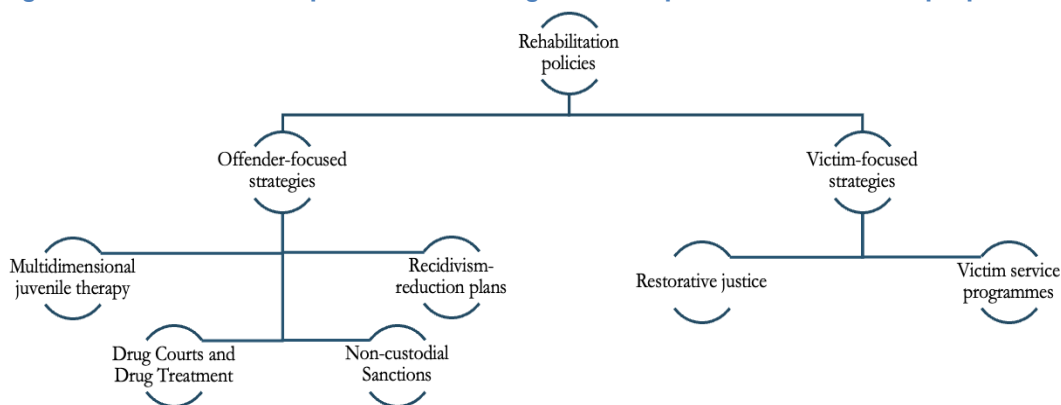 Rehabilitation
policies
Offender-focused
strategies
Victim-focused
strategies
Multidimensional
juvenile therapy
Recidivism-
reduction plans
Restorative justice
Victim service
programmes
Drug Courts and
Drug Treatment
Non-custodial
Sanctions